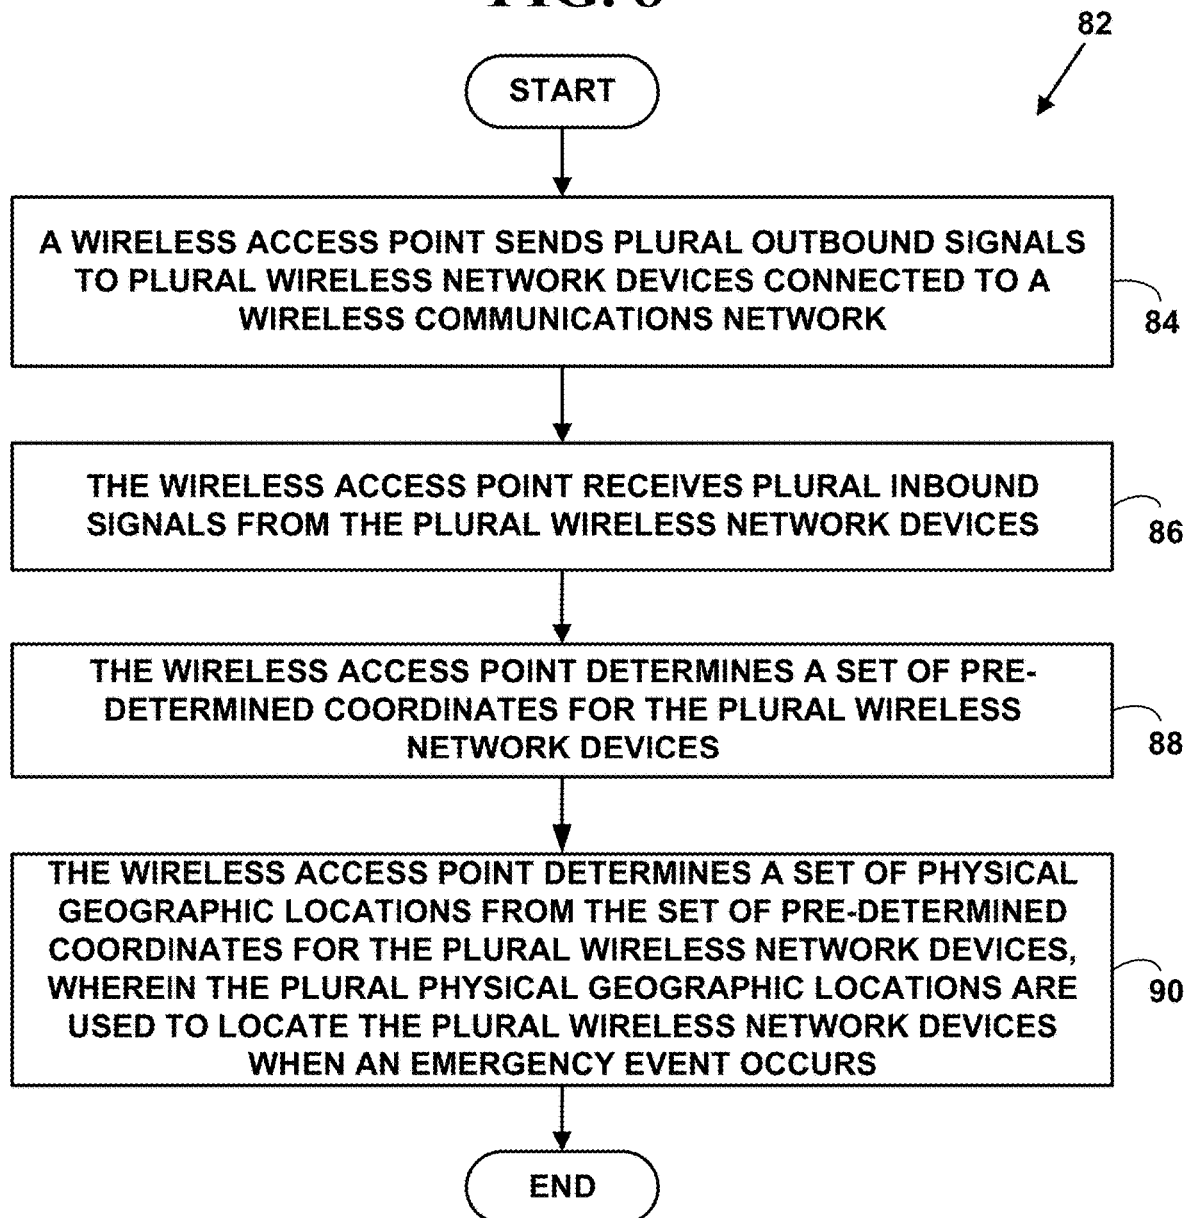 82
START
A WIRELESS ACCESS POINT SENDS PLURAL OUTBOUND SIGNALS
TO PLURAL WIRELESS NETWORK DEVICES CONNECTED TO A
WIRELESS COMMUNICATIONS NETWORK
84
THE WIRELESS ACCESS POINT RECEIVES PLURAL INBOUND
SIGNALS FROM THE PLURAL WIRELESS NETWORK DEVICES
86
THE WIRELESS ACCESS POINT DETERMINES A SET OF PRE-
DETERMINED COORDINATES FOR THE PLURAL WIRELESS
NETWORK DEVICES
88
THE WIRELESS ACCESS POINT DETERMINES A SET OF PHYSICAL
GEOGRAPHIC LOCATIONS FROM THE SET OF PRE-DETERMINED
COORDINATES FOR THE PLURAL WIRELESS NETWORK DEVICES,
WHEREIN THE PLURAL PHYSICAL GEOGRAPHIC LOCATIONS ARE
USED TO LOCATE THE PLURAL WIRELESS NETWORK DEVICES
WHEN AN EMERGENCY EVENT OCCURS
90
END